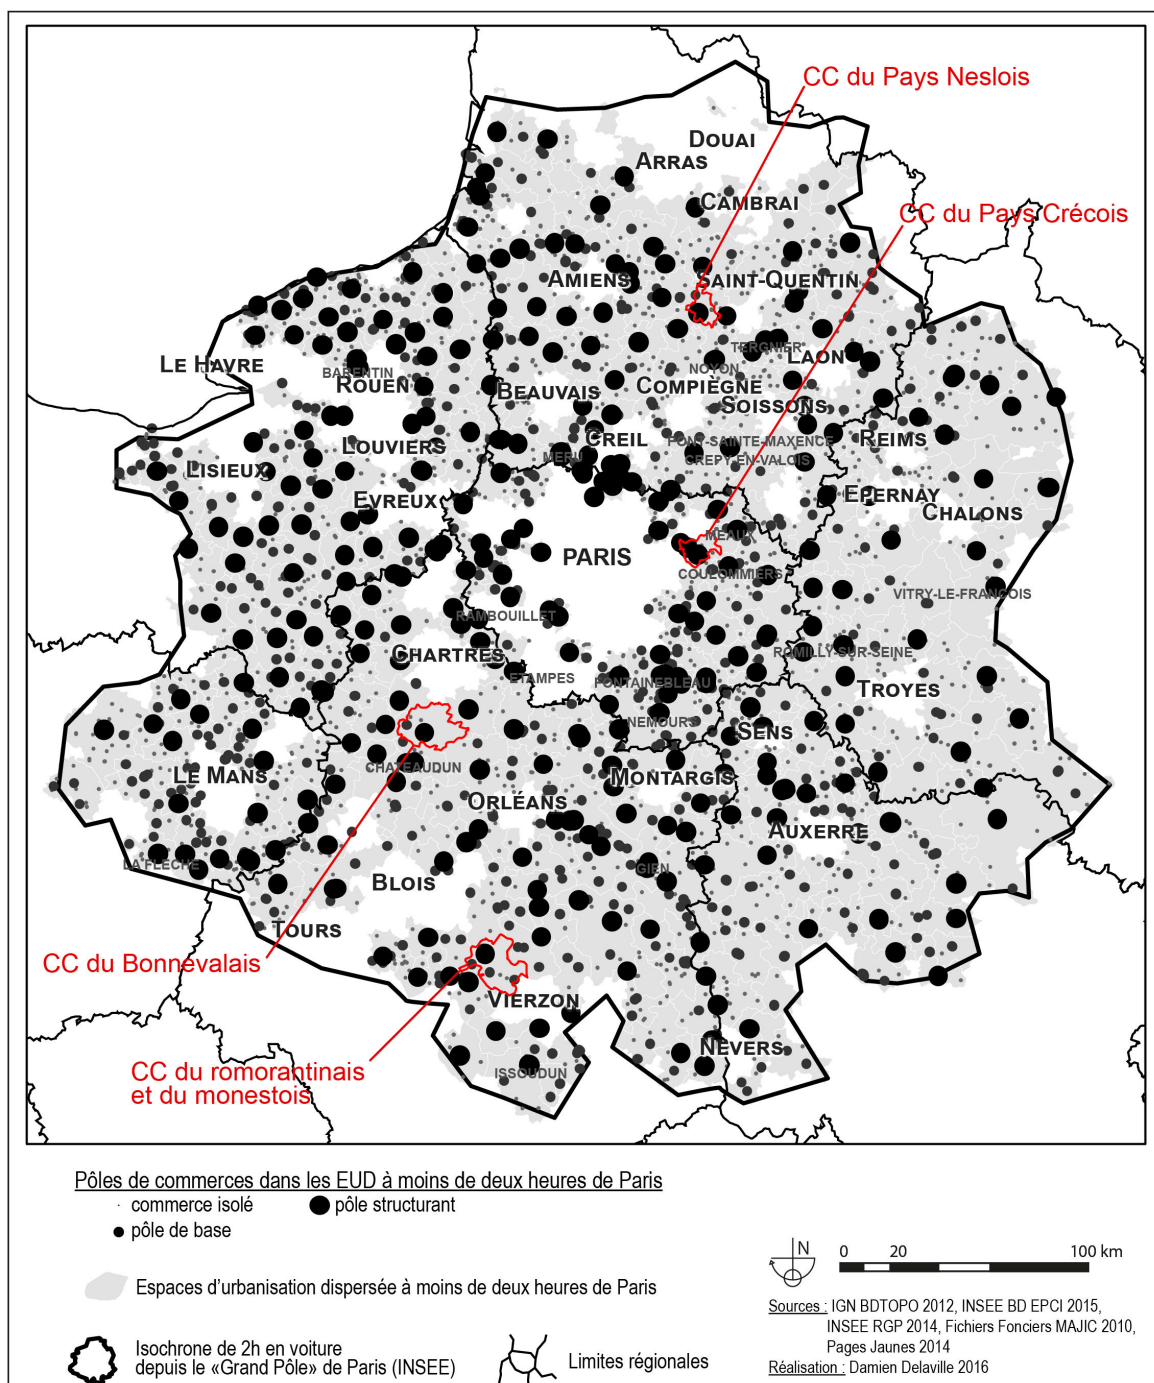 CC du Pays Neslois
Douai
Arras
Cambrai
CC du Pays Crécois
Amiens
Saint-Quentin
Le Havre
Barentin
Rouen
Tergnier
Laon
Noyon
Beauvais
Compiègne
Soissons
Louviers
Creil
Pont-Sainte-Maxence
Reims
Meru
Crepy-en-Valois
Lisieux
Evreux
Epernay
Chalons
Meaux
PARIS
Coulommiers
Vitry-le-François
Rambouillet
Chartres
Romilly-sur-Seine
Etampes
Fontainebleau
Troyes
Nemours
Sens
Chateaudun
Le Mans
Montargis
Orléans
Auxerre
La Fleche
Gien
Blois
Tours
CC du Bonnevalais
Vierzon
Nevers
CC du romorantinais
et du monestois
Issoudun
Pôles de commerces dans les EUD à moins de deux heures de Paris
commerce isolé
pôle structurant
pôle de base
Espaces d'urbanisation dispersée à moins de deux heures de Paris
Isochrone de 2h en voiture
depuis le «Grand Pôle» de Paris (INSEE)
Limites régionales
N
0 20 100 km
Sources : IGN BDTOPO 2012, INSEE BD EPCI 2015,
INSEE RGP 2014, Fichiers Fonciers MAJIC 2010,
Pages Jaunes 2014
Réalisation : Damien Delaville 2016